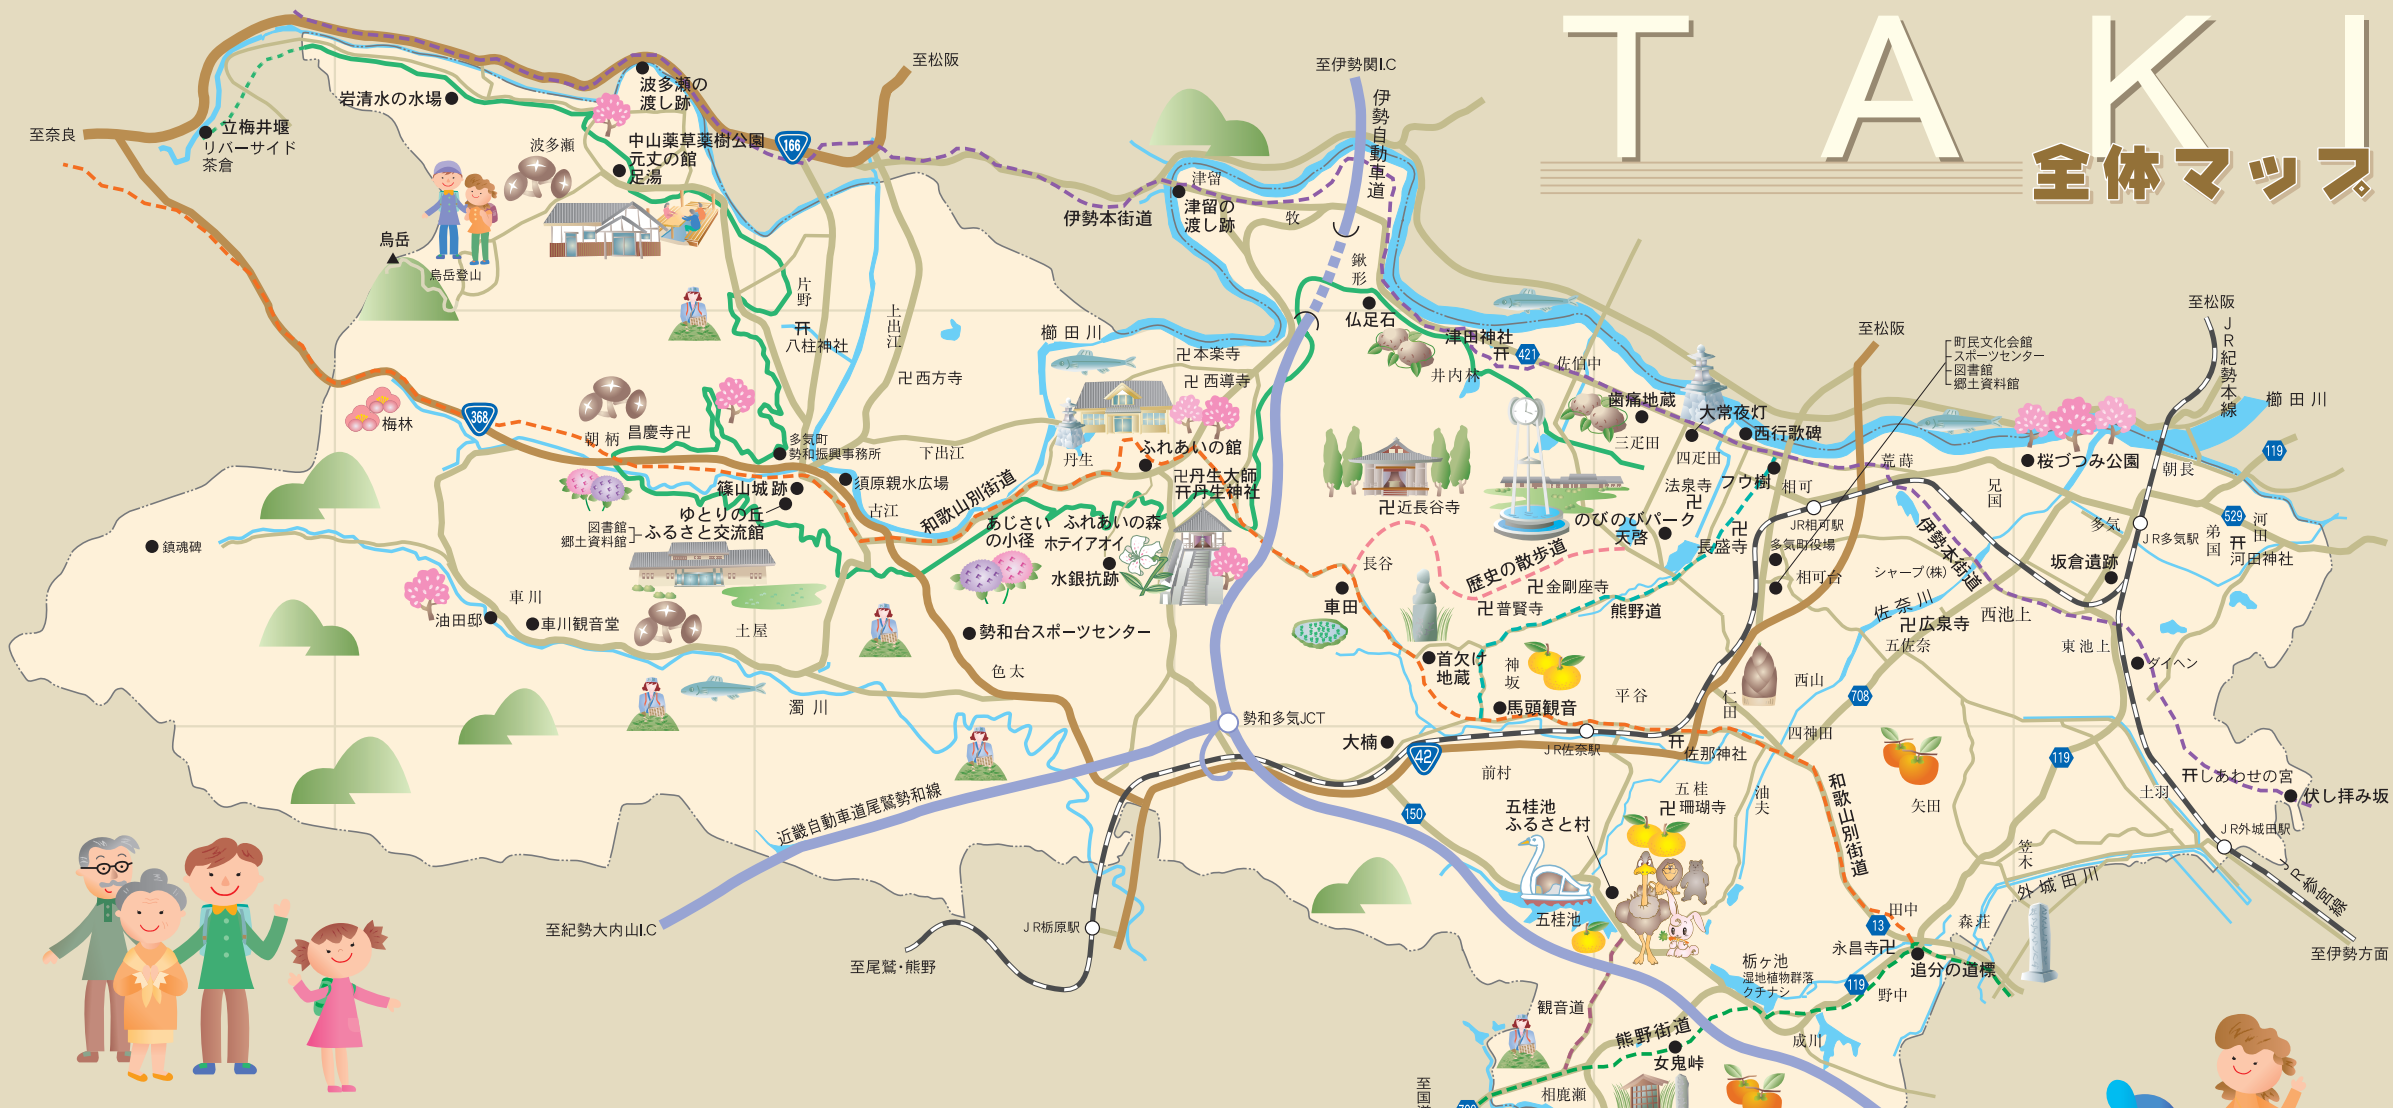 TAKI
全体マップ
至奈良
立梅井堰
リバーサイド
茶倉
岩清水の水場
波多瀬の
渡し跡
波多瀬
中山薬草薬樹公園
元丈の館
足湯
166
至松阪
烏岳
烏岳登山
片野
八柱神社
上出江
西方寺
伊勢本街道
津留
津留の
渡し跡
牧
至伊勢関I.C
伊勢自動車道
鍬形
仏足石
櫛田川
本楽寺
西導寺
津田神社
421
佐伯中
井内林
歯痛地蔵
三疋田
大常夜灯
四疋田
西行歌碑
至松阪
町民文化会館
スポーツセンター
図書館
郷土資料館
至松阪
JR紀勢本線
櫛田川
119
桜づつみ公園
朝長
荒蒔
兄国
梅林
368
朝柄
昌慶寺
多気町
勢和振興事務所
下出江
須原親水広場
篠山城跡
ゆとりの丘
図書館
郷土資料館
ふるさと交流館
古江
和歌山別街道
丹生
ふれあいの館
丹生大師
丹生神社
あじさい
の小径
ふれあいの森
ホテイアオイ
水銀抗跡
近長谷寺
長谷
車田
歴史の散歩道
のびのびパーク
天啓
法泉寺
フウ樹
相可
長盛寺
JR相可駅
多気町役場
相可台
シャープ(株)
伊勢本街道
多気
JR多気駅
529
弟国
河田
河田神社
坂倉遺跡
鎮魂碑
油田邸
車川
車川観音堂
土屋
勢和台スポーツセンター
色太
濁川
金剛座寺
普賢寺
熊野道
首欠け
地蔵
神坂
馬頭観音
平谷
仁田
西山
四神田
佐奈川
広泉寺
五佐奈
西池上
東池上
ダイヘン
708
勢和多気JCT
大楠
42
JR佐奈駅
佐那神社
前村
150
五桂池
ふるさと村
五桂
珊瑚寺
油夫
和歌山別街道
矢田
119
土羽
しあわせの宮
伏し拝み坂
JR外城田駅
JR参宮線
至伊勢方面
笠木
外城田川
近畿自動車道尾鷲勢和線
至紀勢大内山I.C
JR栃原駅
至尾鷲・熊野
五桂池
田中
13
永昌寺
森荘
追分の道標
栃ヶ池
湿地植物群落
クチナシ
119
野中
成川
観音道
熊野街道
女鬼峠
相鹿瀬
至国道